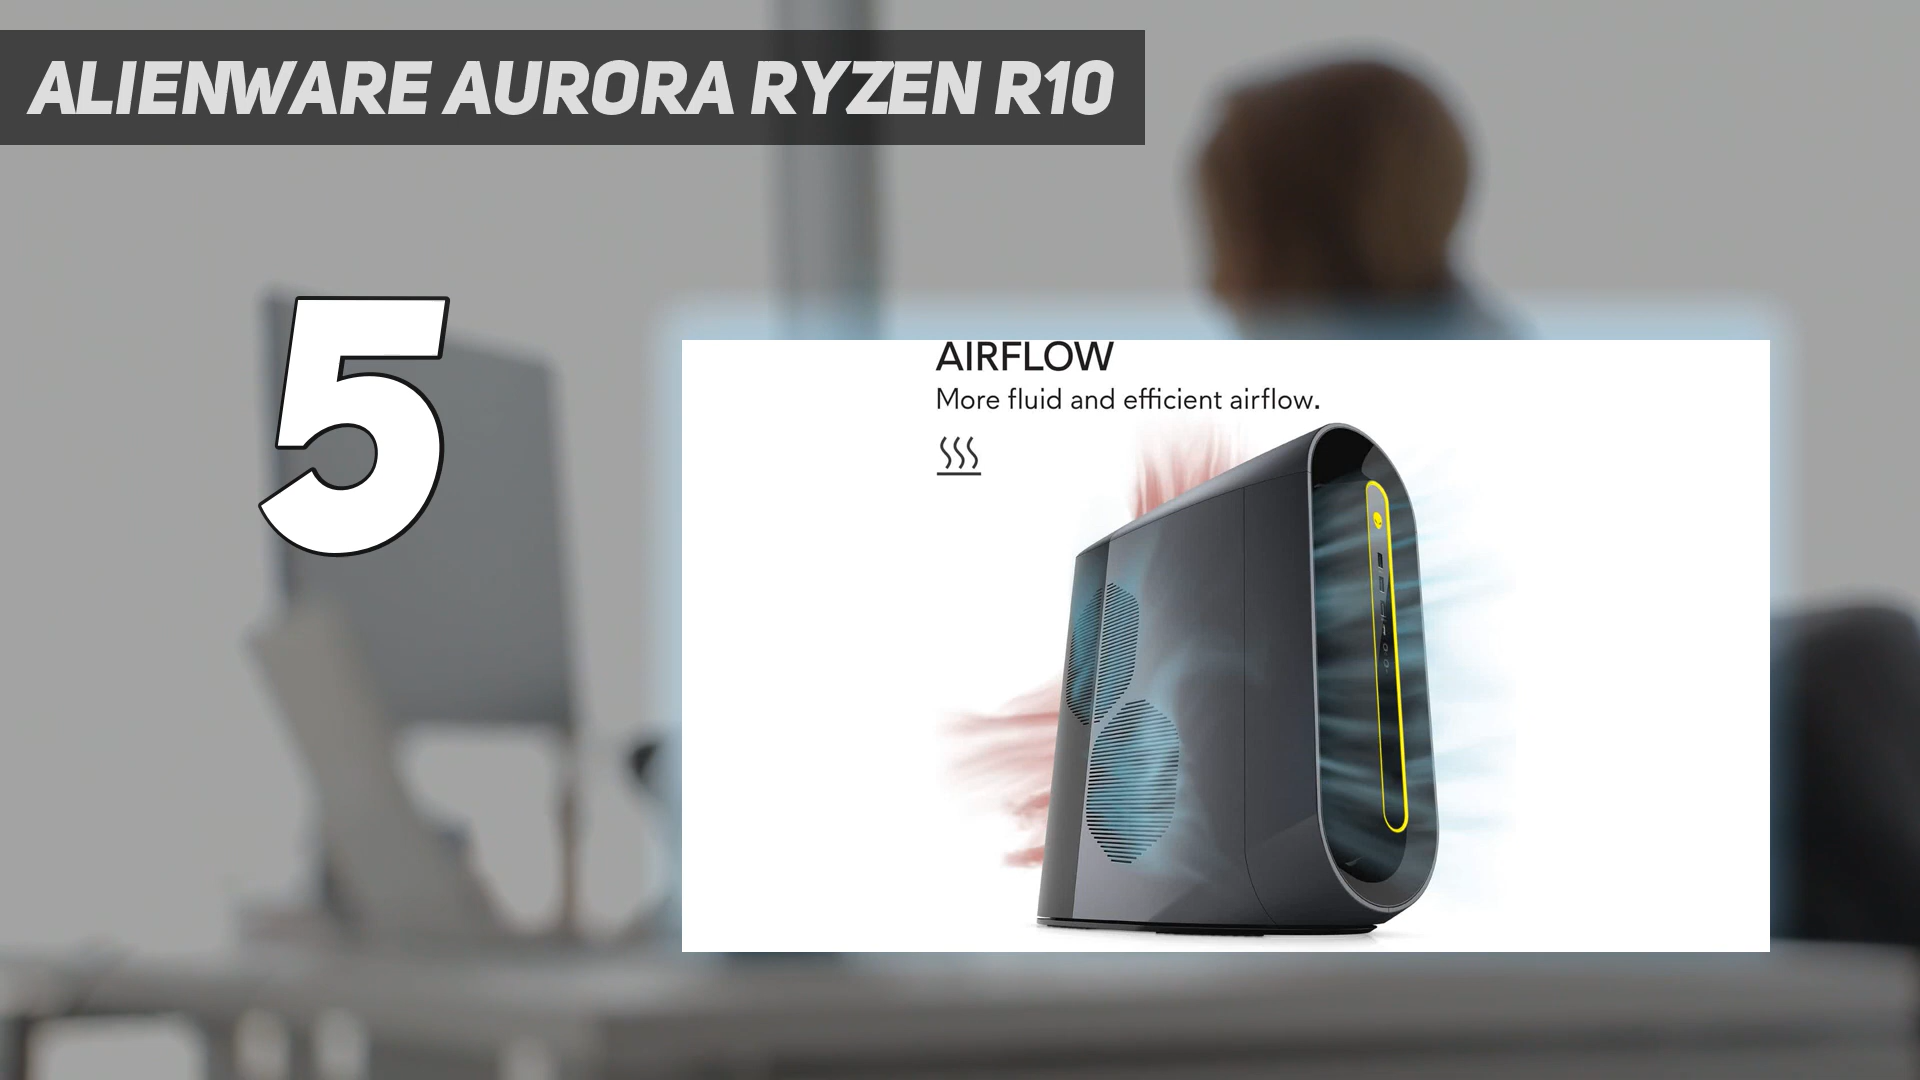 ALIENWARE AURORA RYZEN R10
5
AIRFLOW
More fluid and efficient airflow.